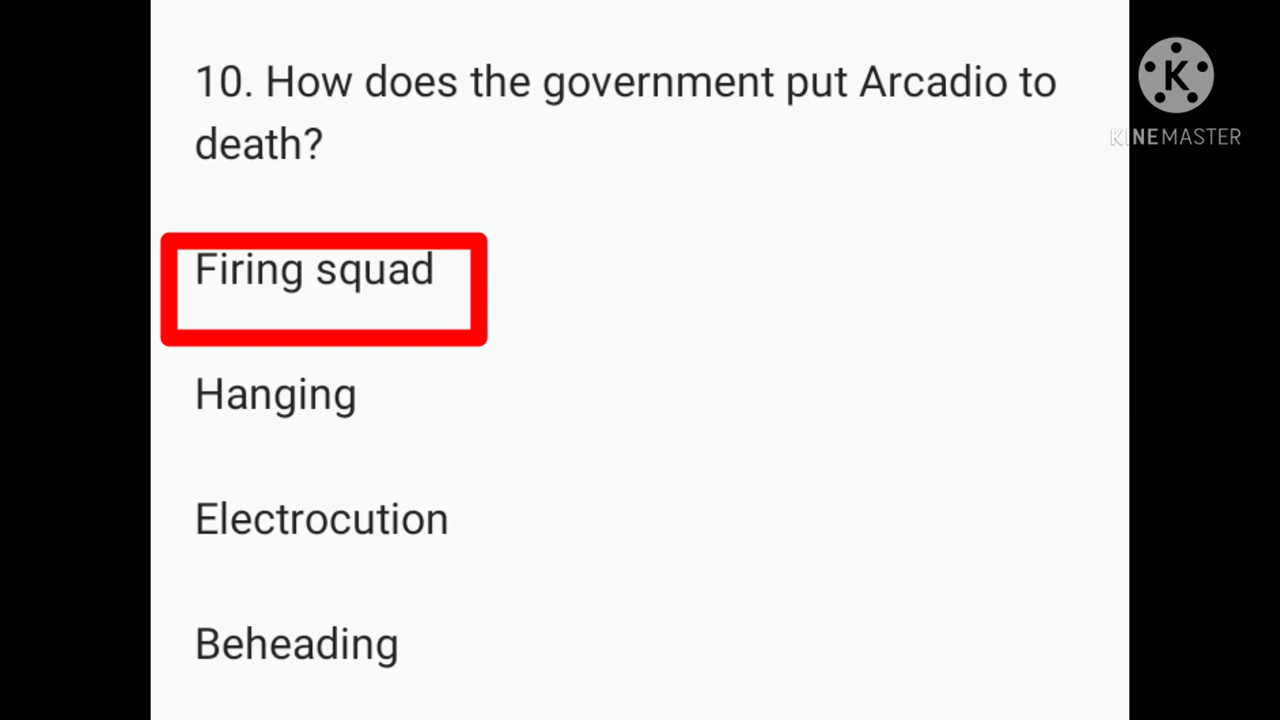 10. How does the government put Arcadio to
death?
Firing squad
Hanging
Electrocution
Beheading
K
KINEMASTER